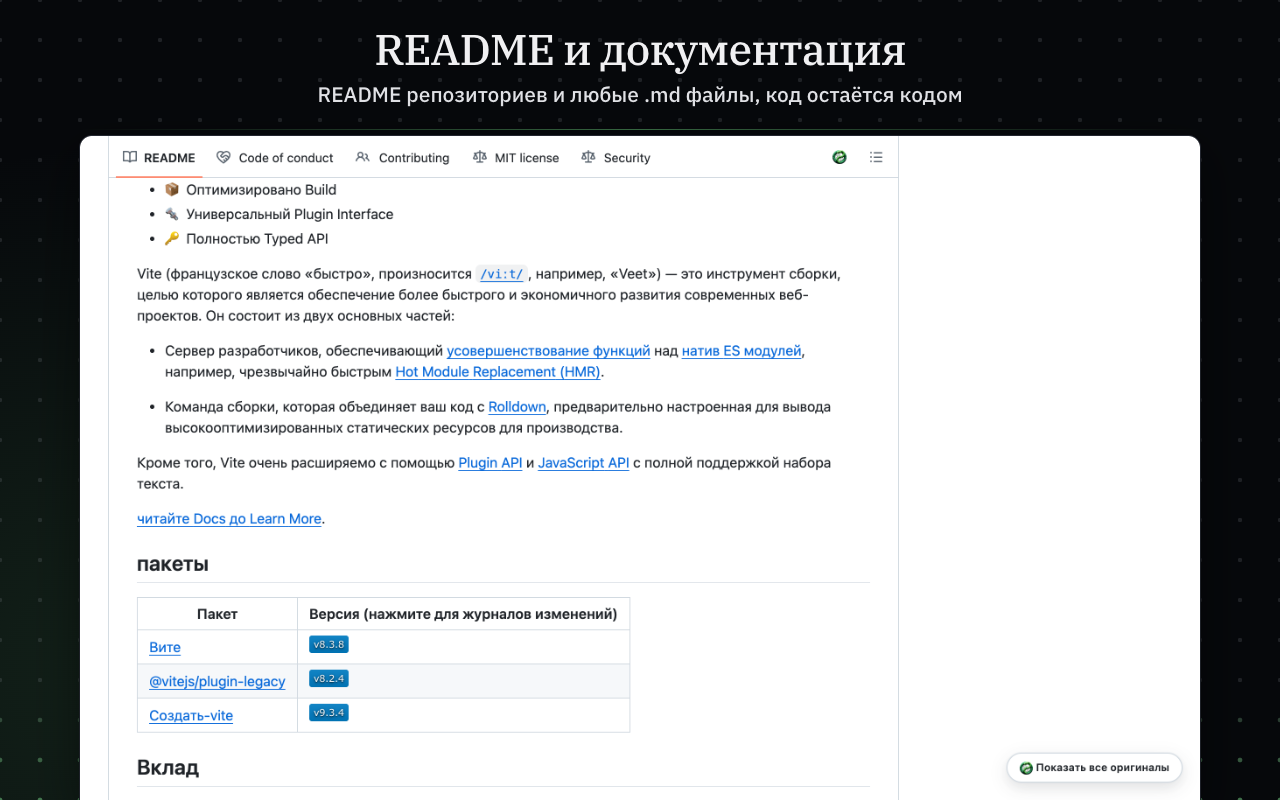 README и документация
README репозиториев и любые .md файлы, код остаётся кодом
README Code of conduct Contributing MIT license Security
Оптимизировано Build
Универсальный Plugin Interface
Полностью Typed API
Vite (французское слово «быстро», произносится /viːt/, например, «Veet») — это инструмент сборки,
целью которого является обеспечение более быстрого и экономичного развития современных веб-
проектов. Он состоит из двух основных частей:
Сервер разработчиков, обеспечивающий усовершенствование функций над натив ES модулей,
например, чрезвычайно быстрым Hot Module Replacement (HMR).
Команда сборки, которая объединяет ваш код с Rolldown, предварительно настроенная для вывода
высокооптимизированных статических ресурсов для производства.
Кроме того, Vite очень расширяемо с помощью Plugin API и JavaScript API с полной поддержкой набора
текста.
читайте Docs до Learn More.
пакеты
Пакет Версия (нажмите для журналов изменений)
Вите v8.3.8
@vitejs/plugin-legacy v8.2.4
Создать-vite v9.3.4
Вклад
Показать все оригиналы